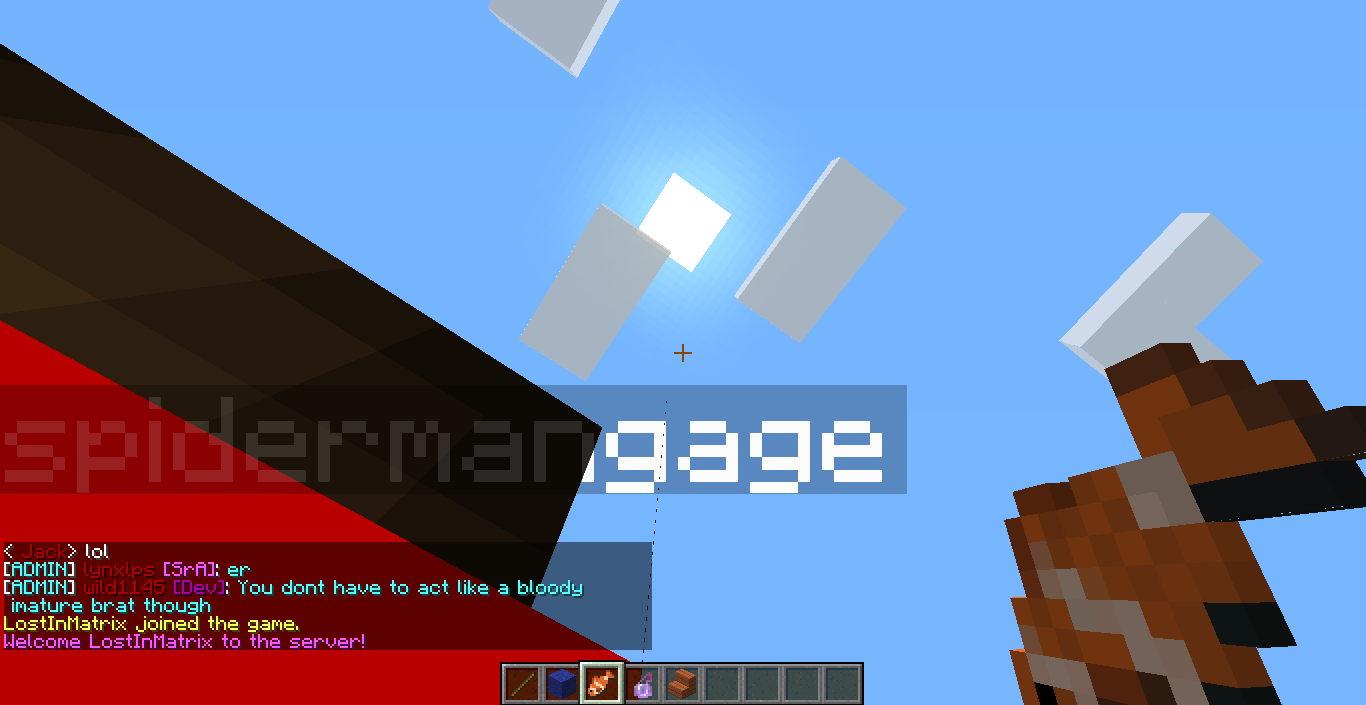 spidermangage
< Jack> lol
[ADMIN] lynxlps [SrA]: er
[ADMIN] wild1145 [Dev]: You dont have to act like a bloody
imature brat though
LostInMatrix joined the game.
Welcome LostInMatrix to the server!